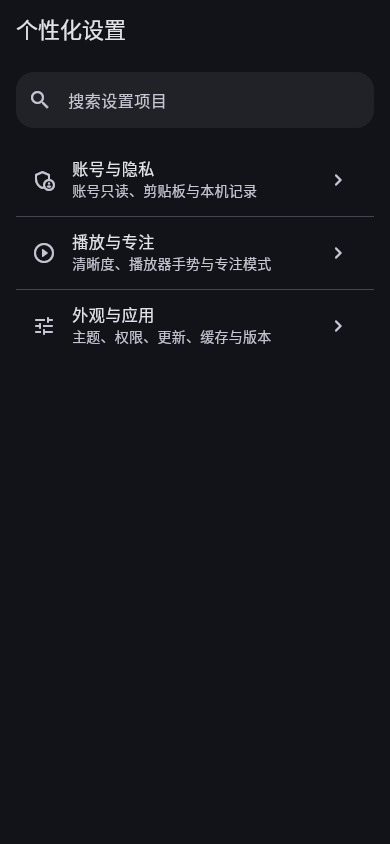 个性化设置
搜索设置项目
账号与隐私
账号只读、剪贴板与本机记录
播放与专注
清晰度、播放器手势与专注模式
外观与应用
主题、权限、更新、缓存与版本